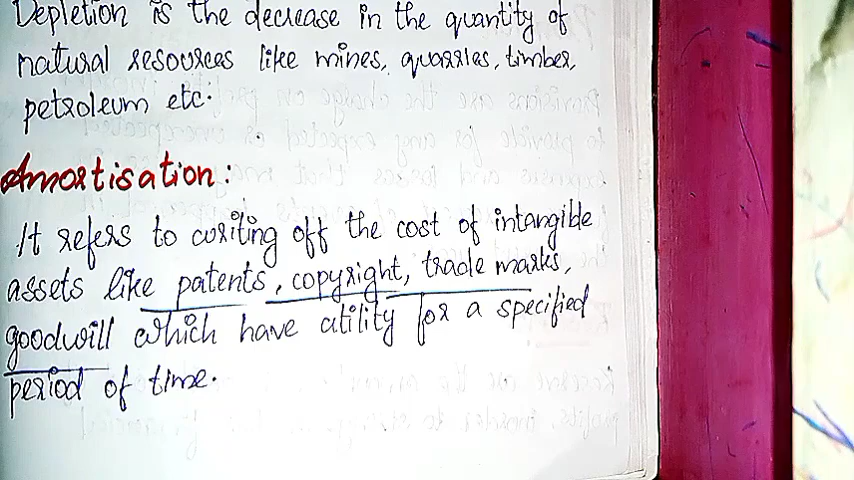 Depletion is the decrease in the quantity of
natural resources like mines, quarries, timber,
petroleum etc.
Amortisation:
It refers to writing off the cost of intangible
assets like patents, copyright, trade marks,
goodwill which have utility for a specified
period of time.